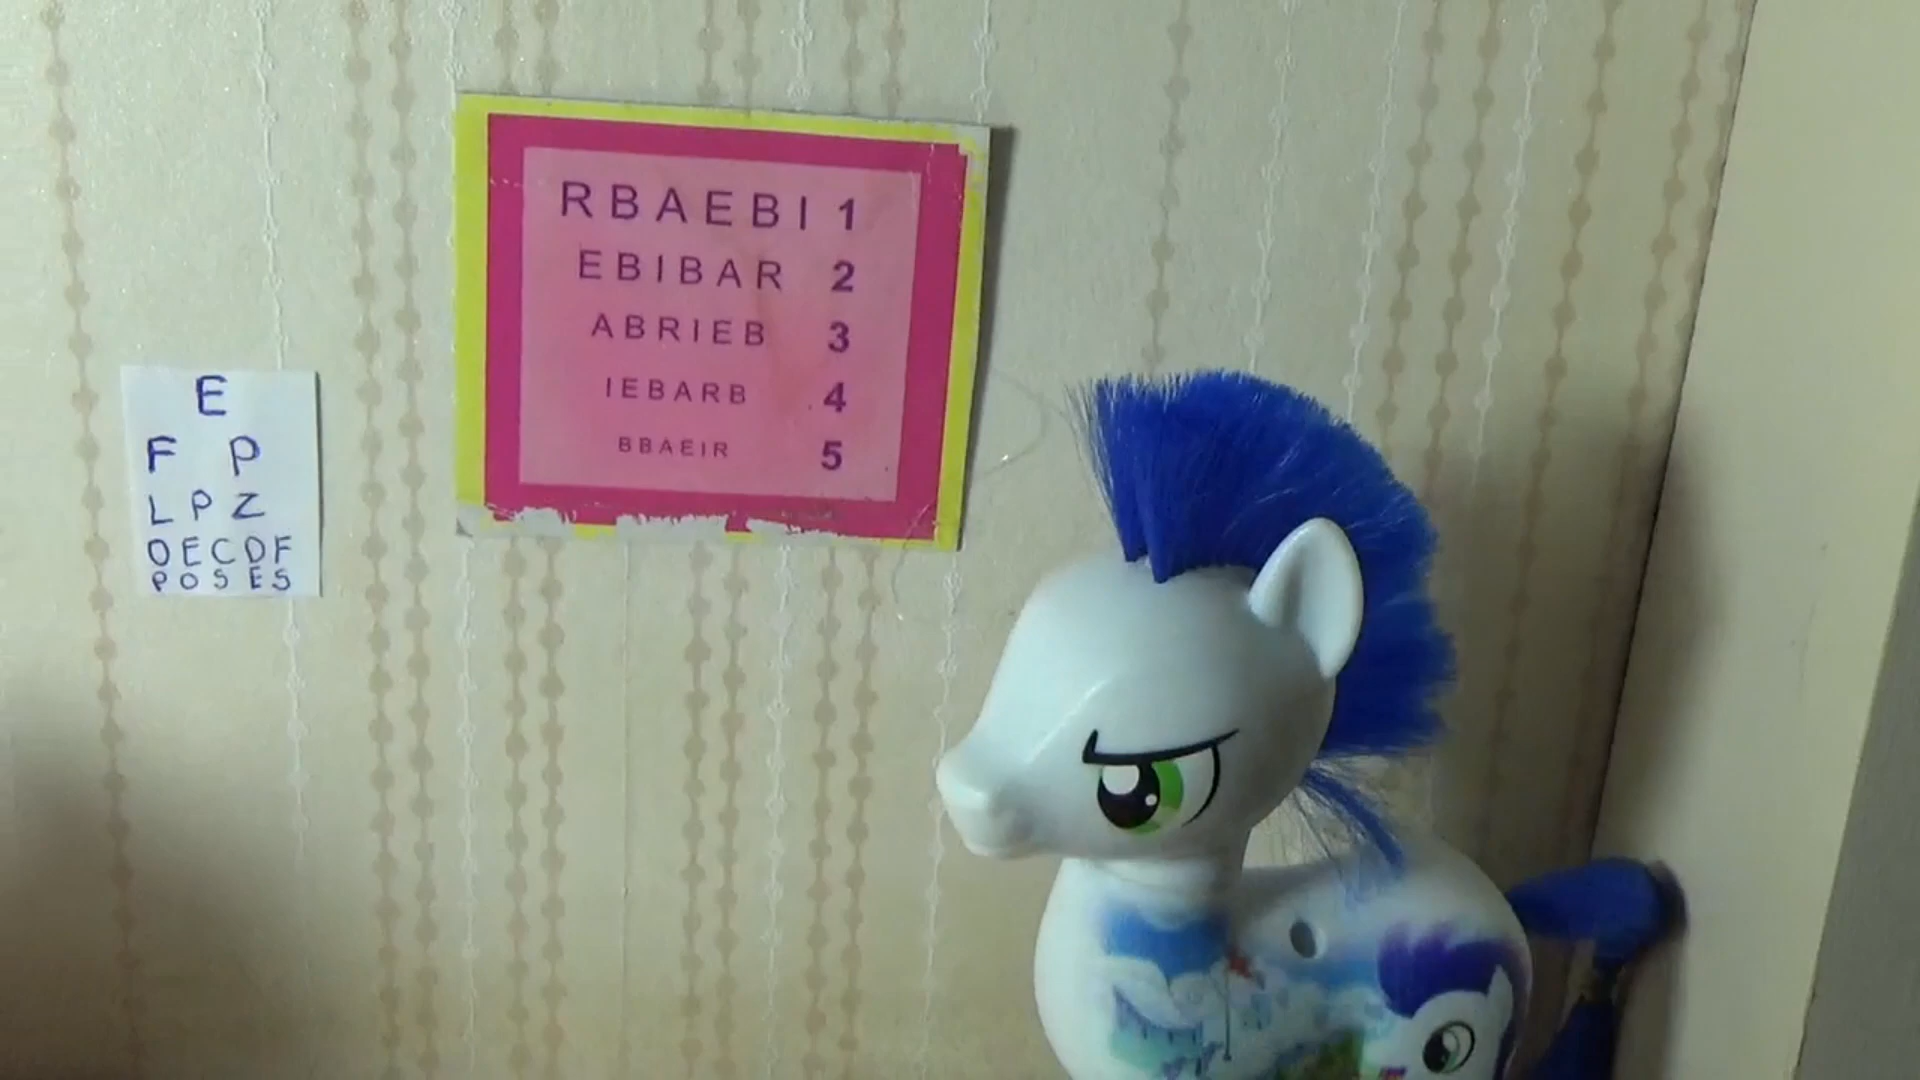 RBAEBI 1
EBIBAR 2
ABRIEB 3
IEBARB 4
BBAEIR 5
E
F P
L P Z
O E C D F
P O S E S